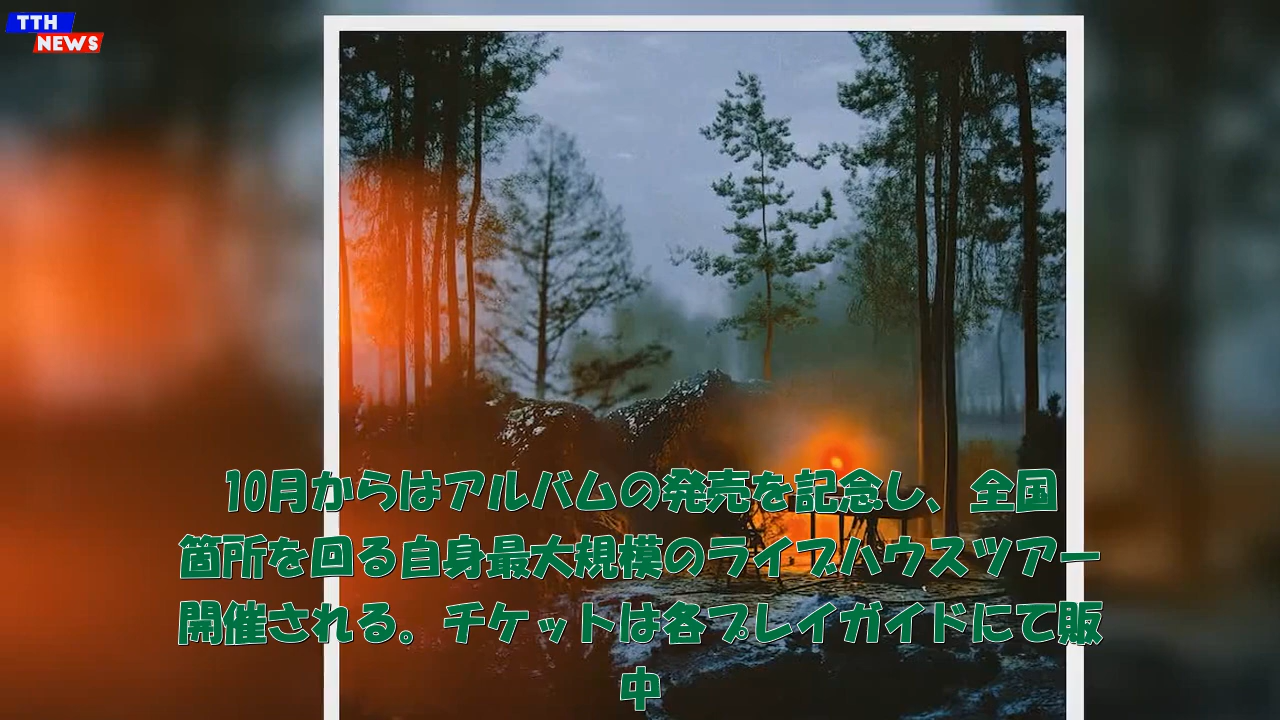 TTH
NEWS
10月からはアルバムの発売を記念し、全国
箇所を回る自身最大規模のライブハウスツアー
開催される。チケットは各プレイガイドにて販
中